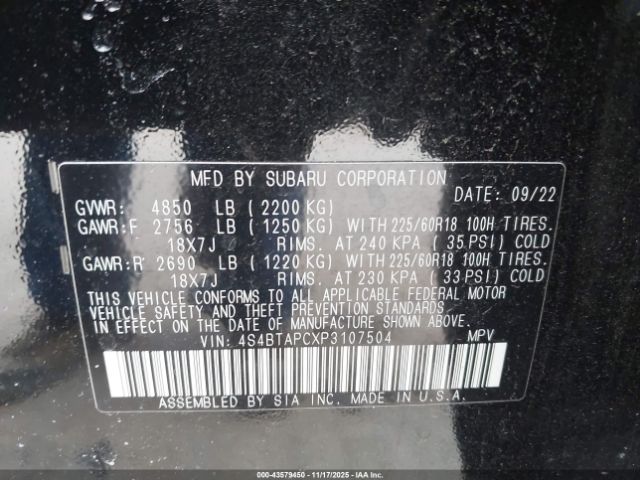 MFD BY SUBARU CORPORATION
DATE: 09/22
GVWR: 4850 LB (2200 KG)
GAWR:F 2756 LB (1250 KG) WITH 225/60R18 100H TIRES.
18X7J RIMS. AT 240 KPA (35 PSI) COLD
GAWR:R 2690 LB (1220 KG) WITH 225/60R18 100H TIRES.
18X7J RIMS. AT 230 KPA (33 PSI) COLD
THIS VEHICLE CONFORMS TO ALL APPLICABLE FEDERAL MOTOR
VEHICLE SAFETY AND THEFT PREVENTION STANDARDS
IN EFFECT ON THE DATE OF MANUFACTURE SHOWN ABOVE.
VIN: 4S4BTAPCXP3107504 MPV
ASSEMBLED BY SIA INC. MADE IN U.S.A.
000-43579450 - 11/17/2025 - IAAI.COM